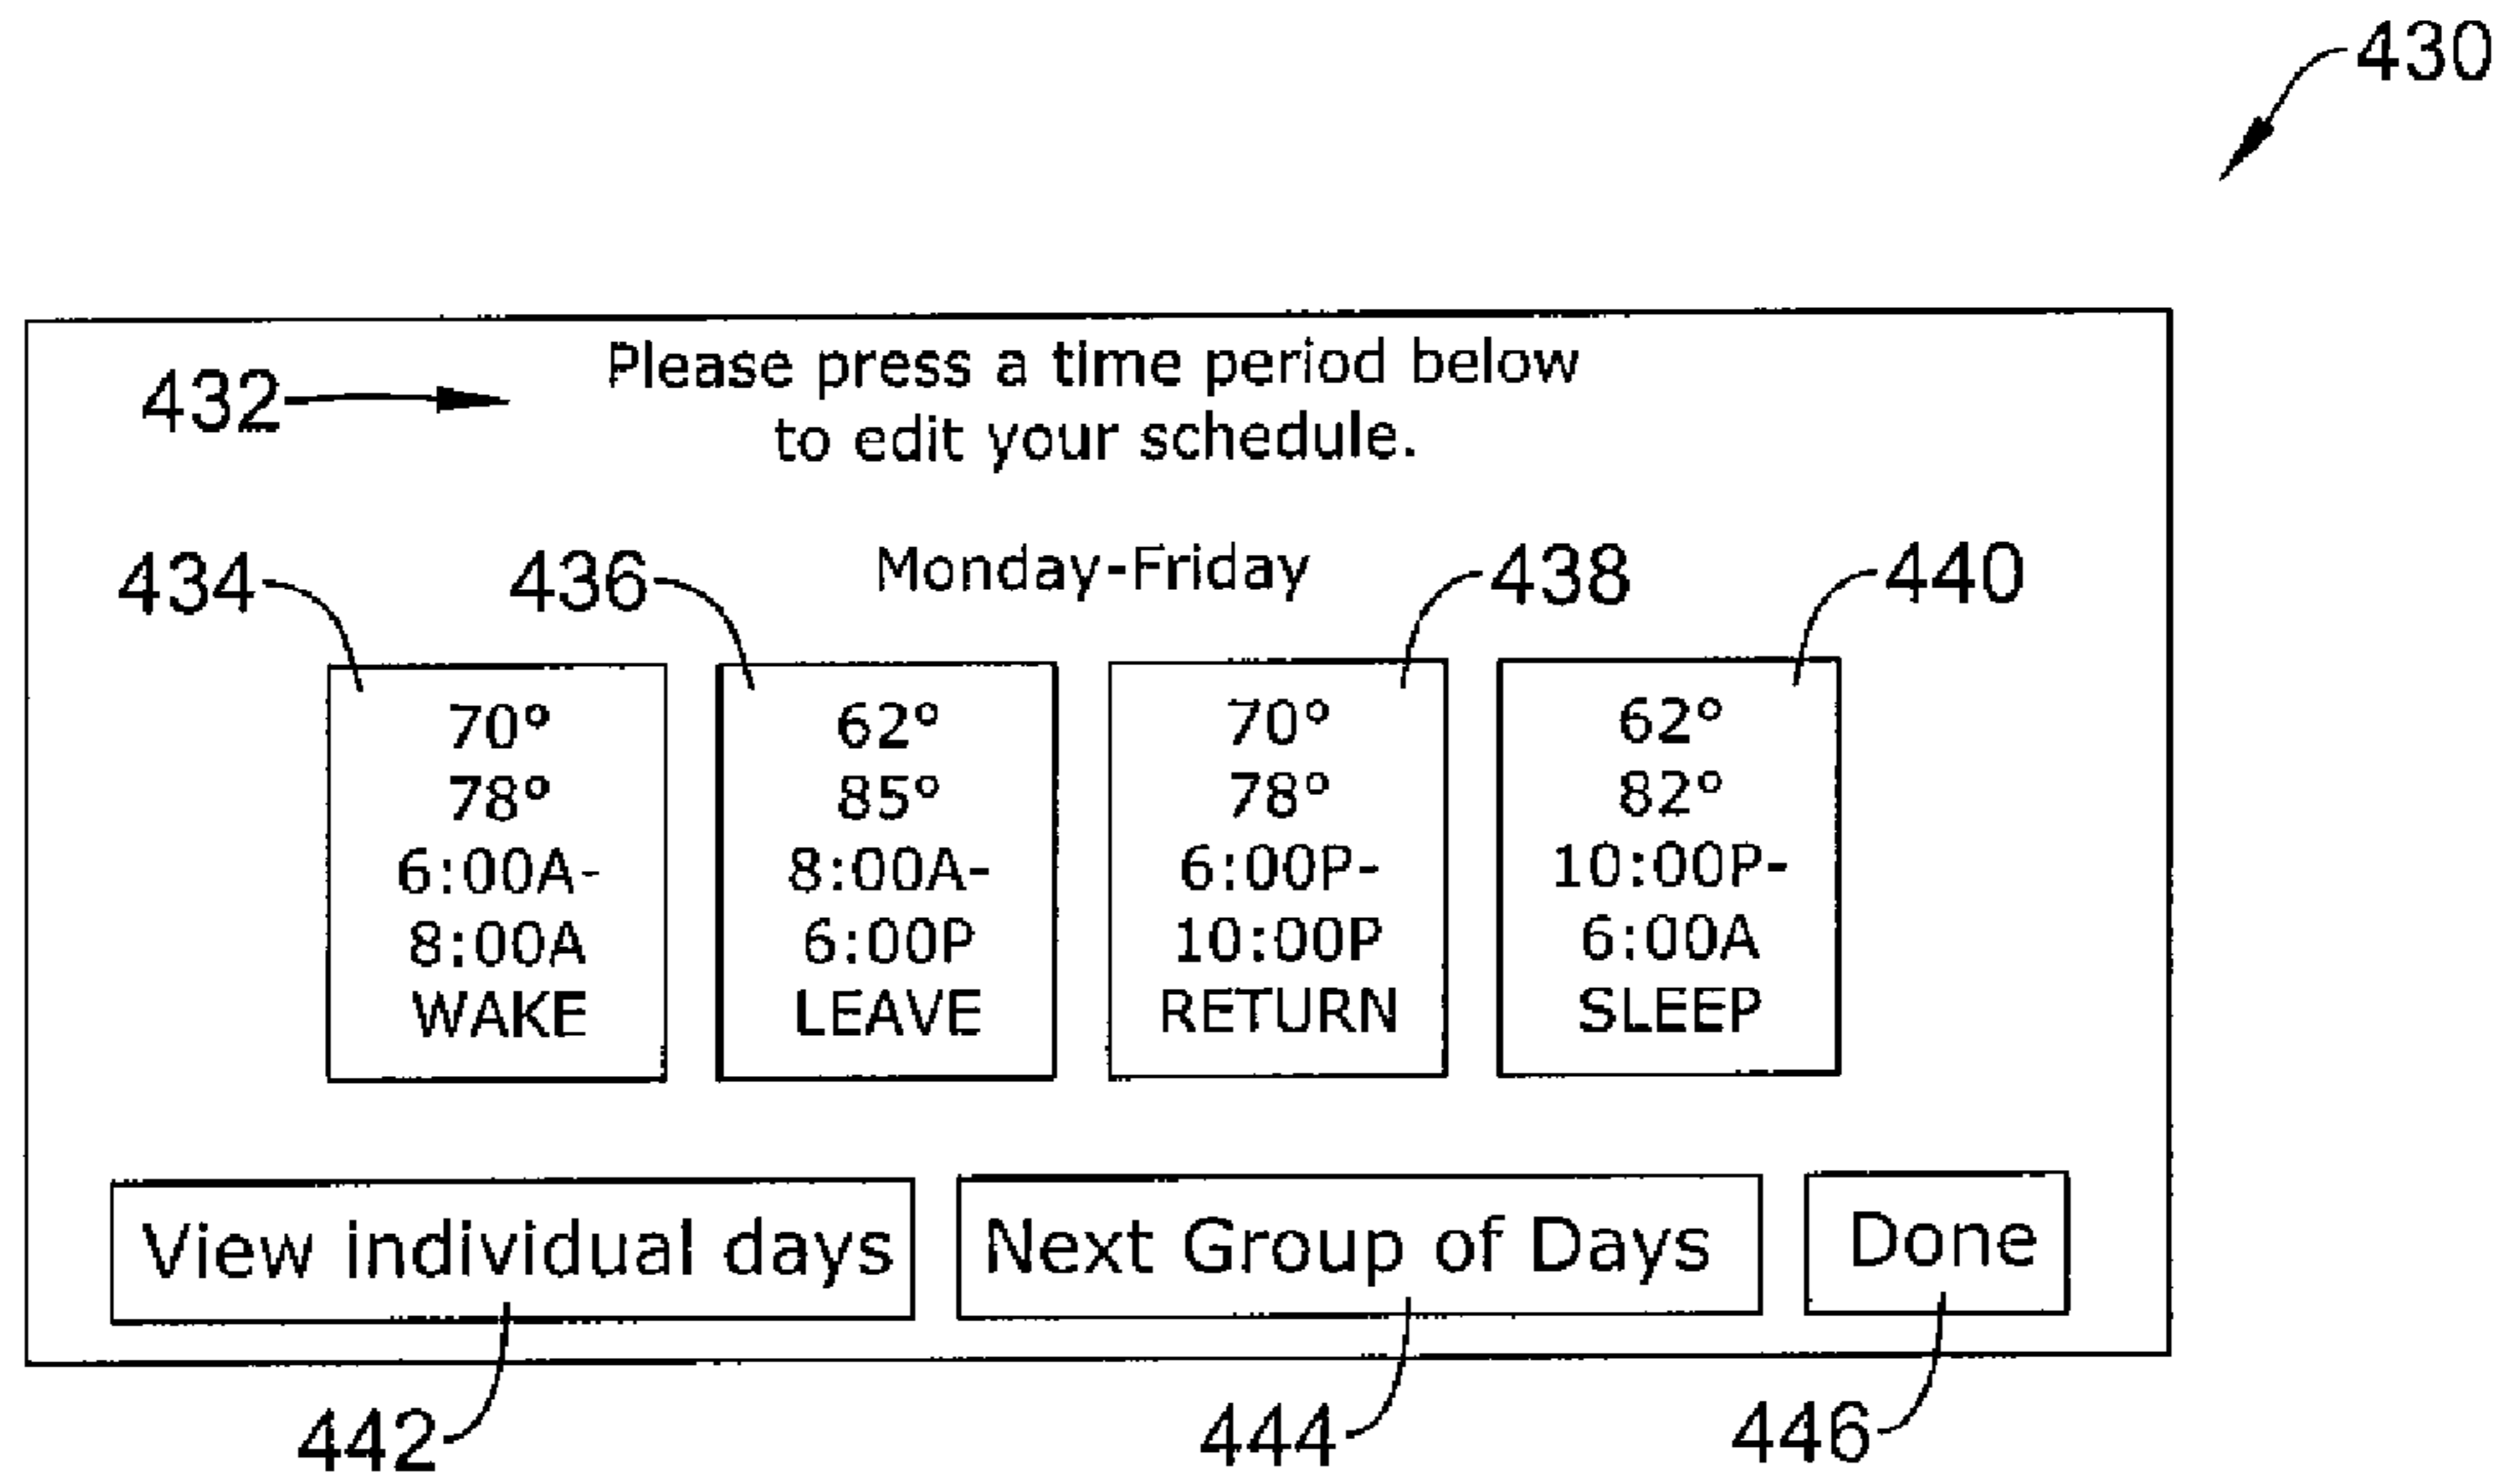 430
432
Please press a time period below
to edit your schedule.
Monday-Friday
434
436
438
440
70°
78°
6:00A-
8:00A
WAKE
62°
85°
8:00A-
6:00P
LEAVE
70°
78°
6:00P-
10:00P
RETURN
62°
82°
10:00P-
6:00A
SLEEP
View individual days
Next Group of Days
Done
442
444
446